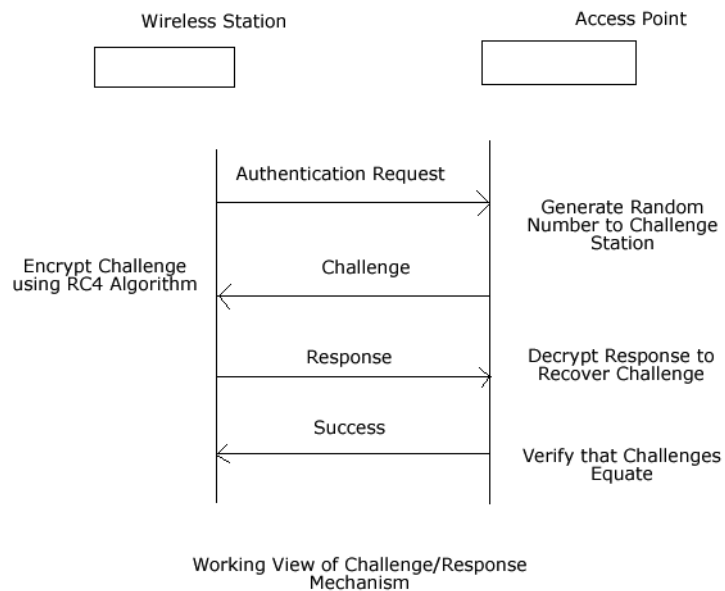 Wireless Station
Access Point
Authentication Request
Generate Random
Number to Challenge
Station
Encrypt Challenge
using RC4 Algorithm
Challenge
Response
Decrypt Response to
Recover Challenge
Success
Verify that Challenges
Equate
Working View of Challenge/Response
Mechanism